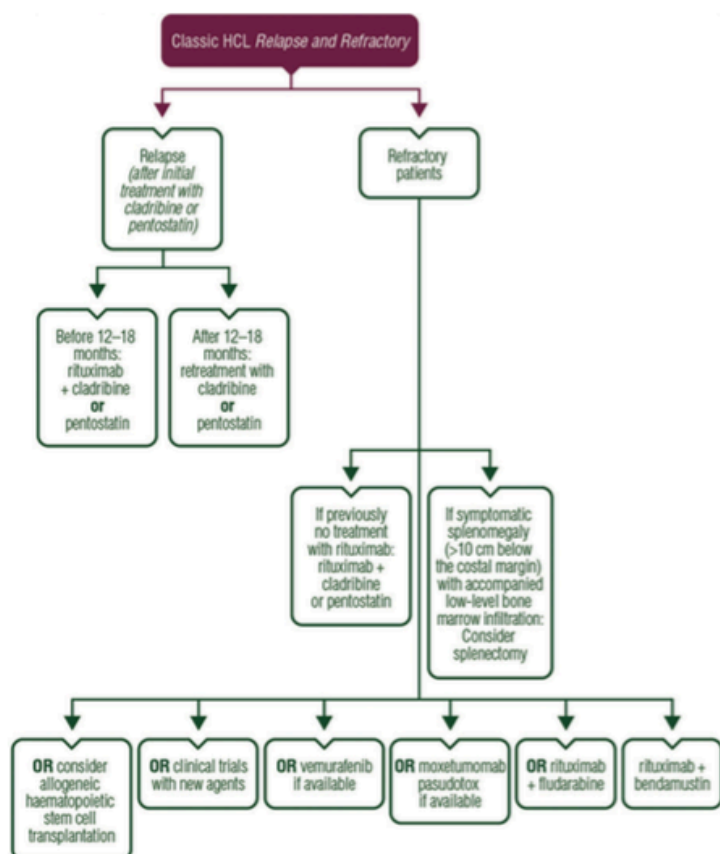 Classic HCL Relapse and Refractory
Relapse
(after initial
treatment with
cladribine or
pentostatin)
Refractory
patients
Before 12–18
months:
rituximab
+ cladribine
or
pentostatin
After 12–18
months:
retreatment with
cladribine
or
pentostatin
If previously
no treatment
with rituximab:
rituximab +
cladribine
or pentostatin
If symptomatic
splenomegaly
(>10 cm below
the costal margin)
with accompanied
low-level bone
marrow infiltration:
Consider
splenectomy
OR consider
allogeneic
haematopoietic
stem cell
transplantation
OR clinical trials
with new agents
OR vemurafenib
if available
OR moxetumomab
pasudotox
if available
OR rituximab
+ fludarabine
rituximab +
bendamustin